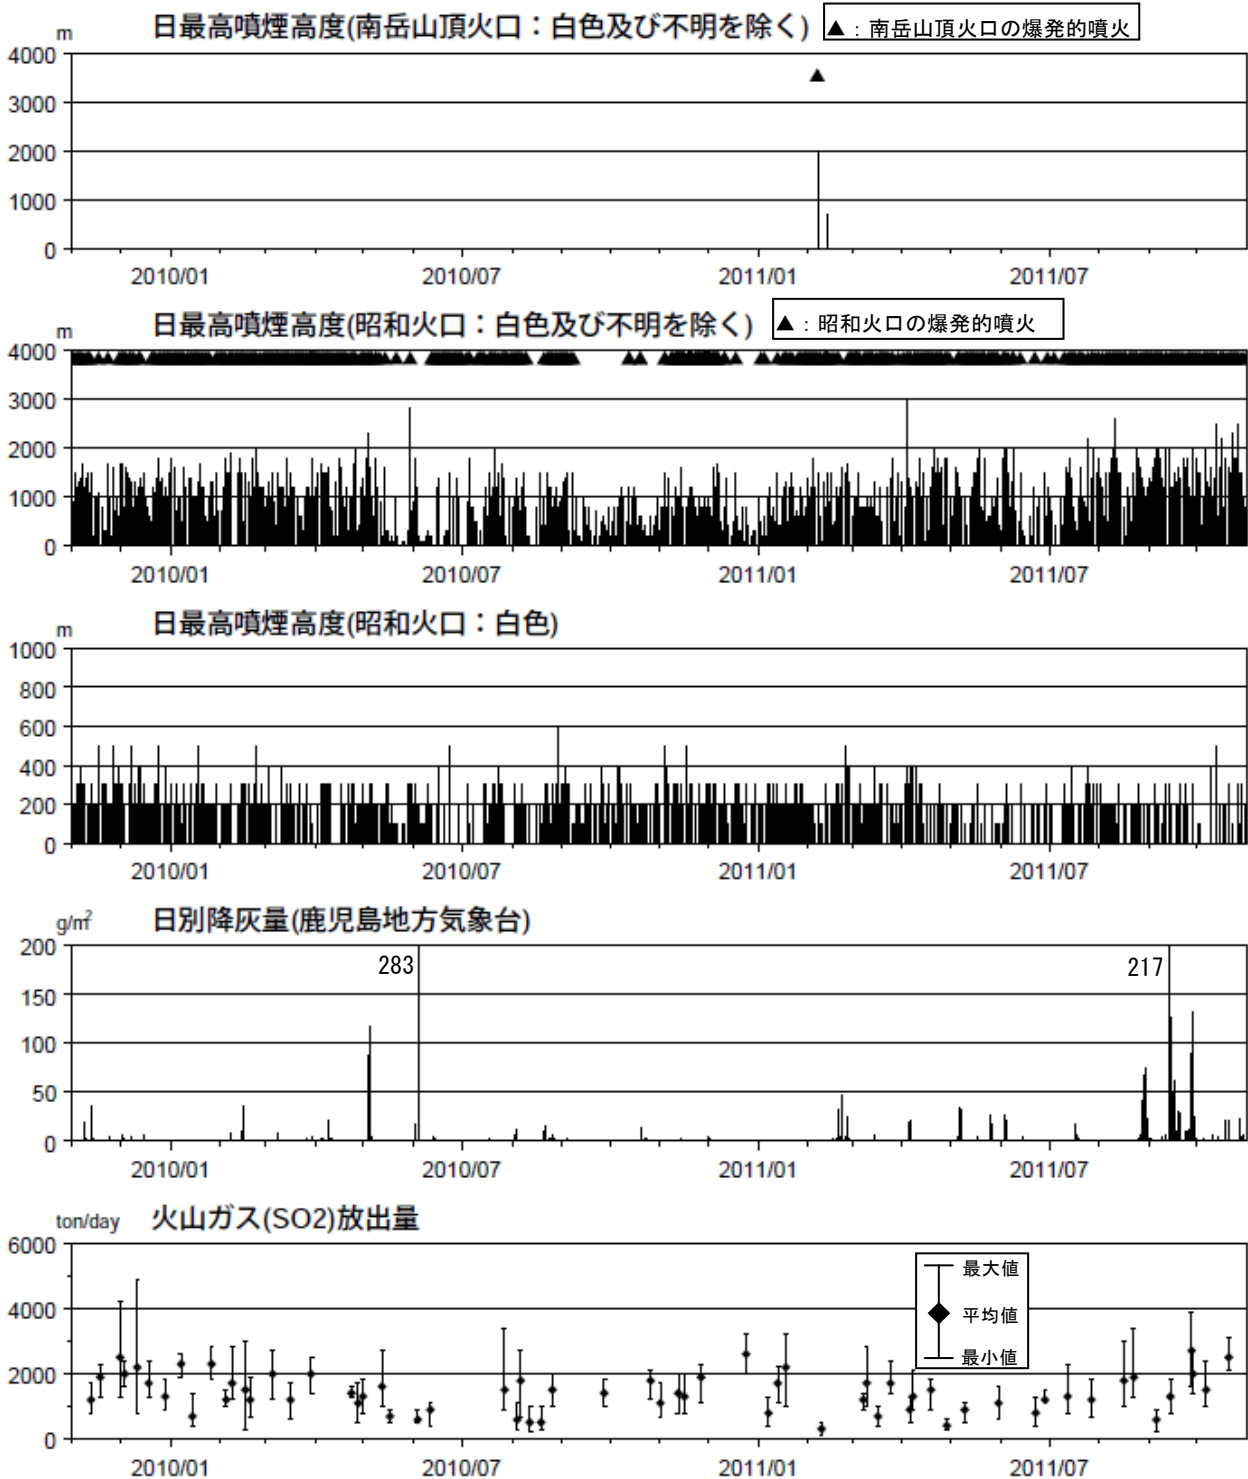 m 日最高噴煙高度(南岳山頂火口：白色及び不明を除く) ▲：南岳山頂火口の爆発的噴火
4000
3000
2000
1000
0
2010/01 2010/07 2011/01 2011/07
m 日最高噴煙高度(昭和火口：白色及び不明を除く) ▲：昭和火口の爆発的噴火
4000
3000
2000
1000
0
2010/01 2010/07 2011/01 2011/07
m 日最高噴煙高度(昭和火口：白色)
1000
800
600
400
200
0
2010/01 2010/07 2011/01 2011/07
g/㎡ 日別降灰量(鹿児島地方気象台)
200
283 217
150
100
50
0
2010/01 2010/07 2011/01 2011/07
ton/day 火山ガス(SO2)放出量
6000
最大値
4000
平均値
最小値
2000
0
2010/01 2010/07 2011/01 2011/07